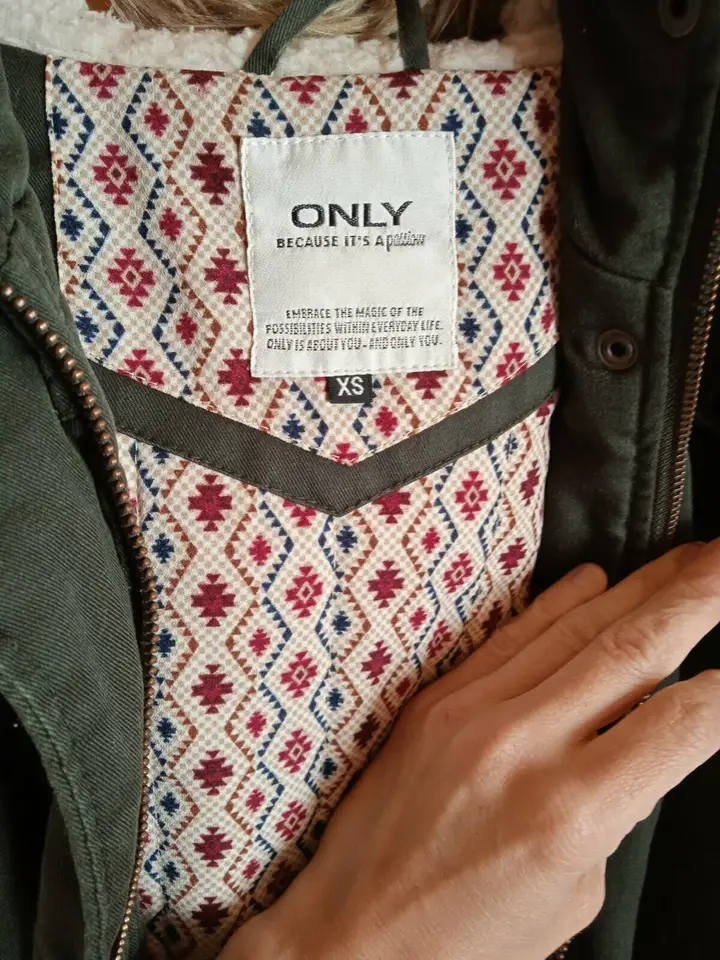 ONLY
BECAUSE IT'S A passion
EMBRACE THE MAGIC OF THE
POSSIBILITIES WITHIN EVERYDAY LIFE.
ONLY IS ABOUT YOU - AND ONLY YOU.
XS